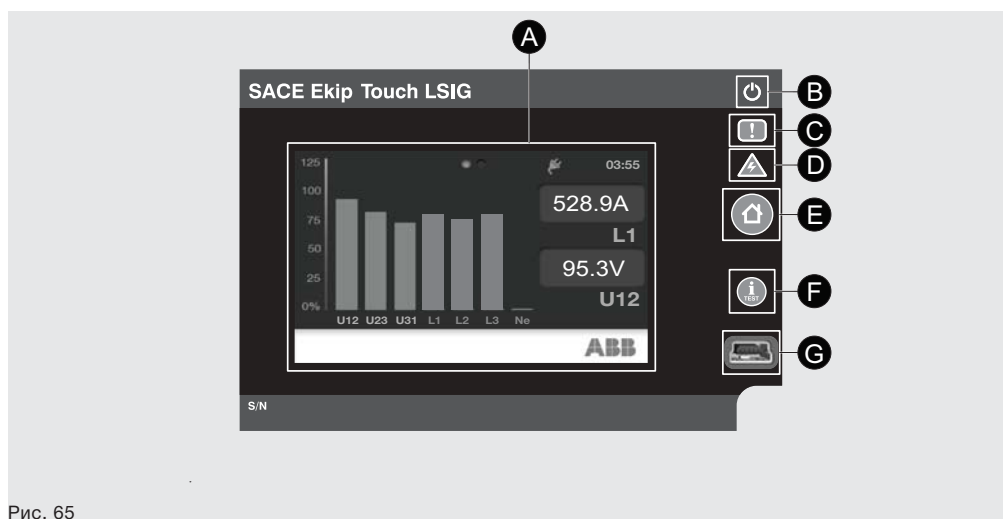 A
SACE Ekip Touch LSIG
B
C
D
125
03:55
100
528.9A
E
75
L1
50
95.3V
25
i
TEST
F
U12
0%
U12 U23 U31 L1 L2 L3 Ne
ABB
G
S/N
Рис. 65